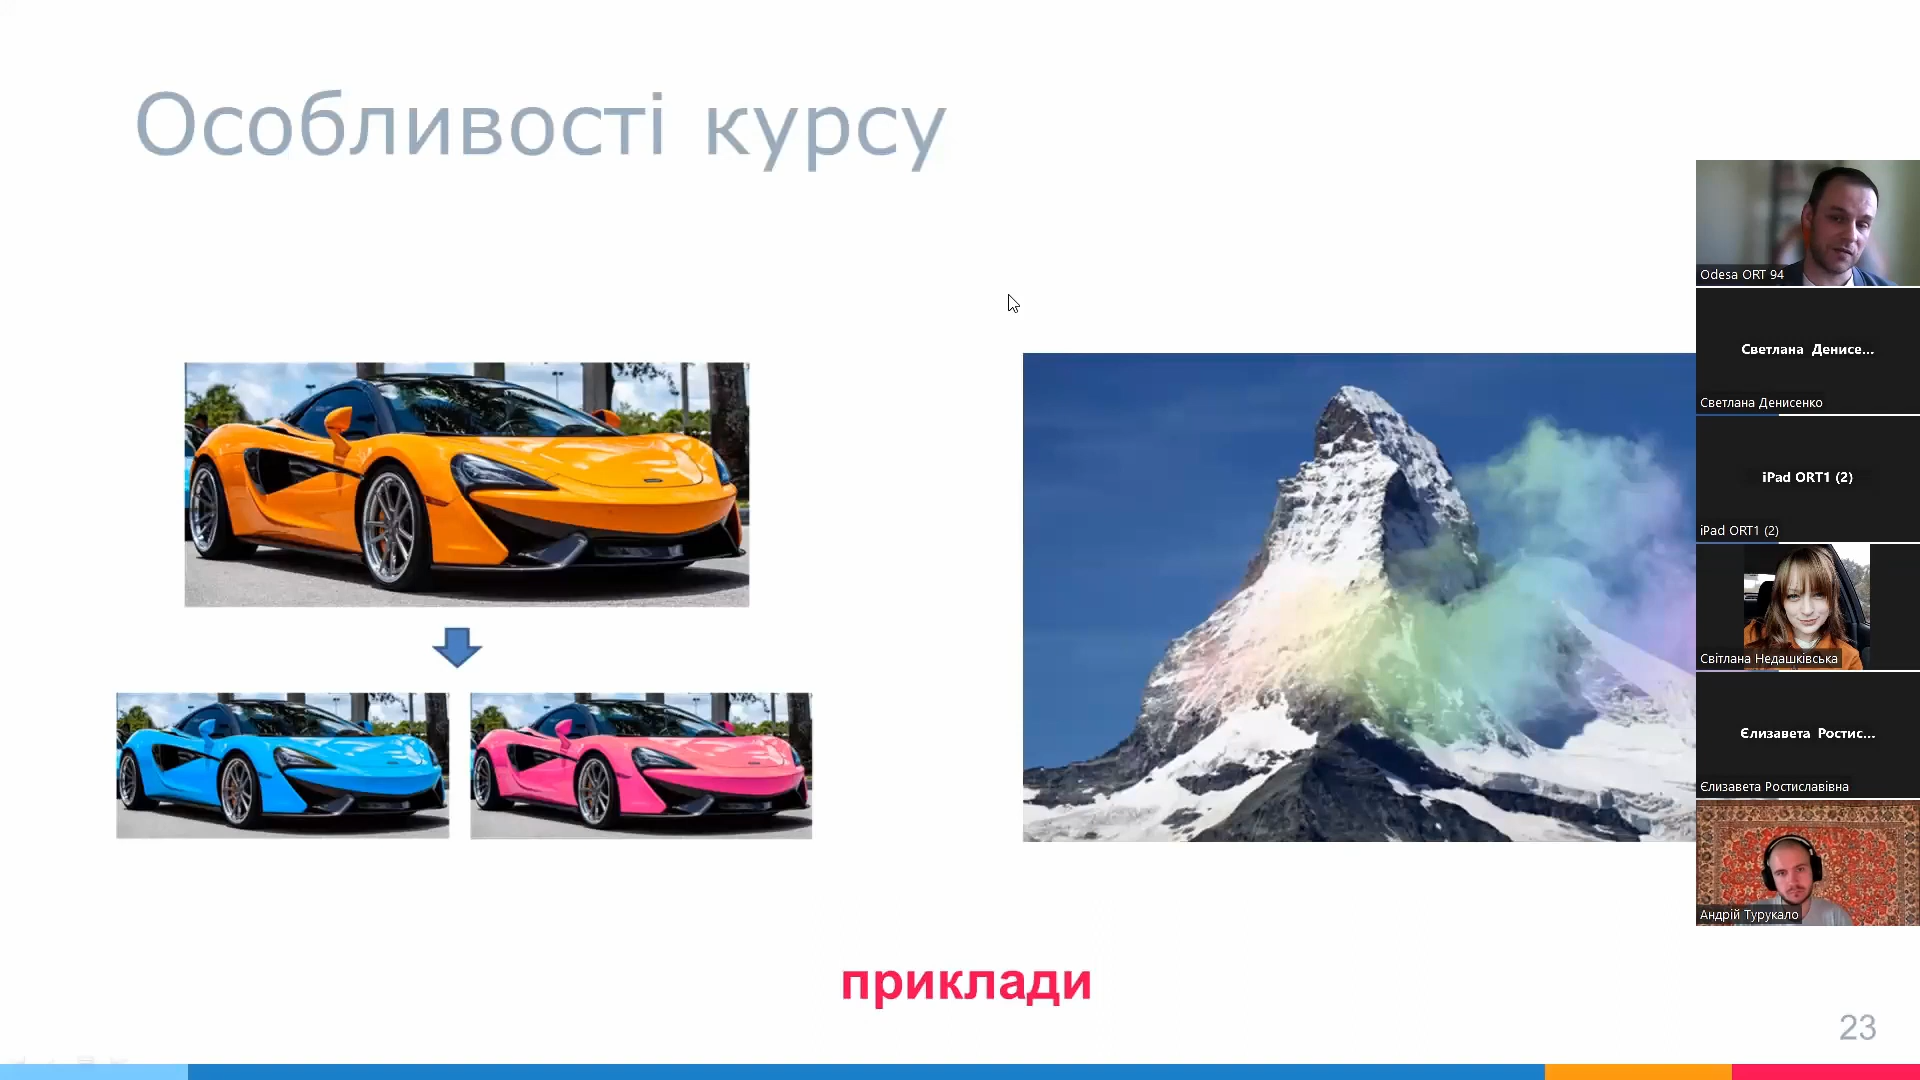 Особливості курсу
приклади
23
Odesa ORT 94
Светлана Денисе...
Светлана Денисенко
iPad ORT1 (2)
iPad ORT1 (2)
Світлана Недашківська
Єлизавета Ростис...
Єлизавета Ростиславівна
Андрій Турукало